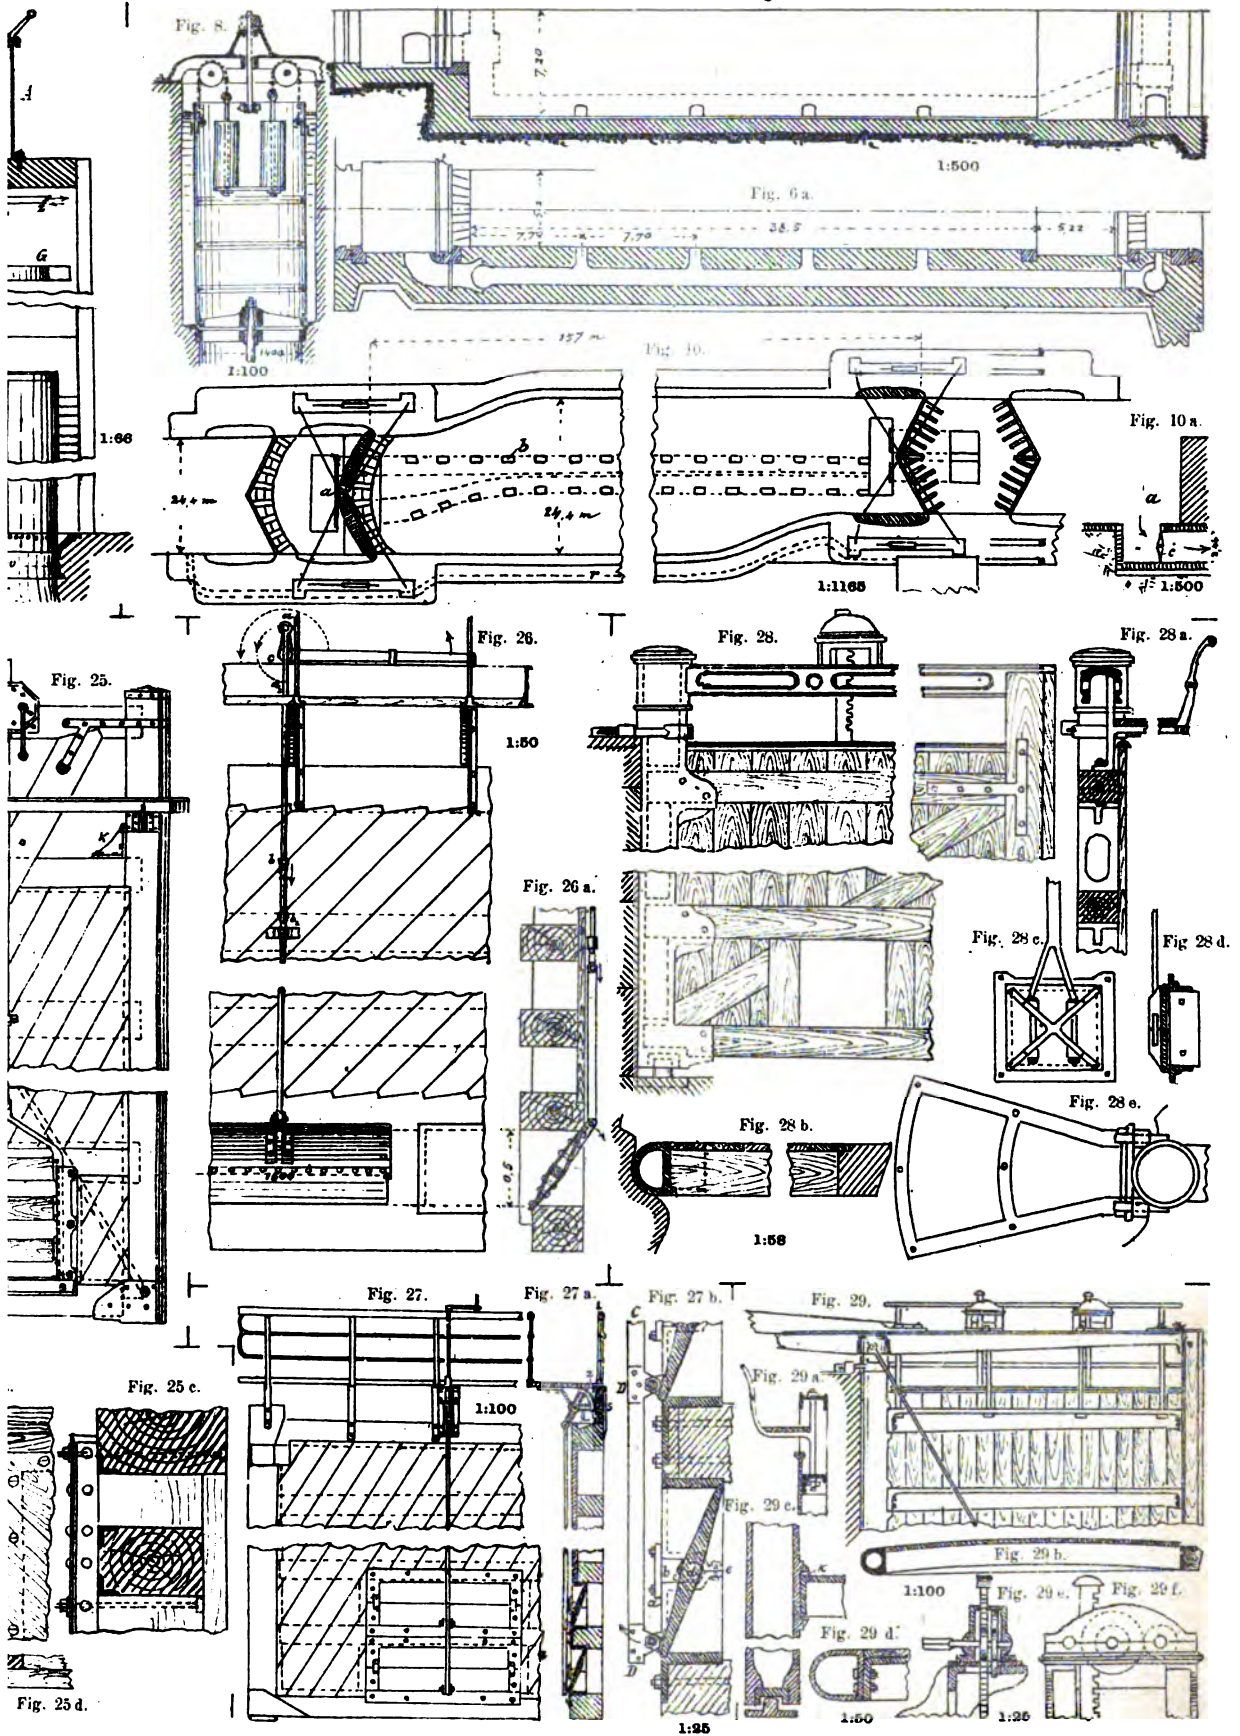 Fig. 8.
A
7,20
1:500
Fig. 6 a.
38.5
7,70
7,70
5,22
G
1400
1:100
157 m
Fig. 10.
1:66
Fig. 10 a.
b
a
24,4 m
24,4 m
a
c
r
1:1165
1:500
Fig. 25.
Fig. 26.
1:50
Fig. 28.
Fig. 28 a.
K
Fig. 26 a.
Fig. 28 c.
Fig 28 d.
0,5
Fig. 28 b.
Fig. 28 e.
1:58
Fig. 27.
Fig. 27 a.
Fig. 27 b.
C
Fig. 29.
D
Fig. 29 a.
1:100
Fig. 25 c.
Fig. 29 c.
b
c
K
Fig. 29 b.
1:100
Fig. 29 e.
Fig. 29 f.
Fig. 29 d.
D
Fig. 25 d.
1:25
1:50
1:25